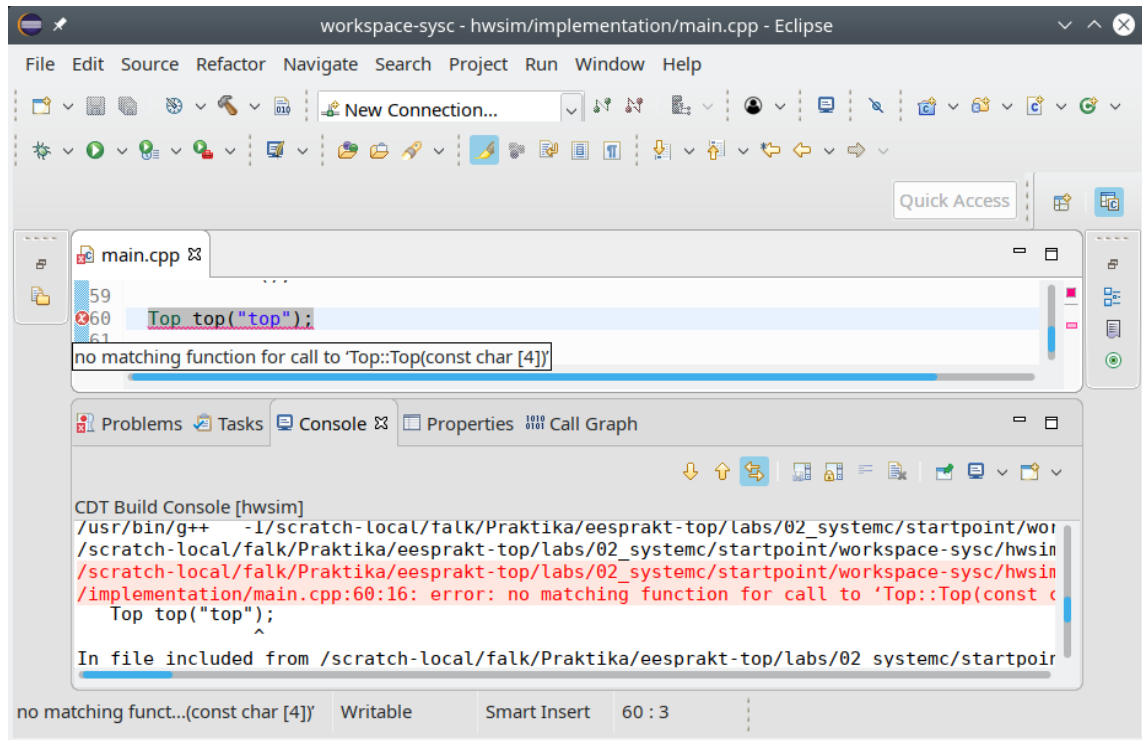 workspace-sysc - hwsim/implementation/main.cpp - Eclipse
File Edit Source Refactor Navigate Search Project Run Window Help
010
New Connection...
Quick Access
main.cpp
59
60 Top top("top");
61
no matching function for call to ‘Top::Top(const char [4])’
Problems Tasks Console Properties 1010 Call Graph
CDT Build Console [hwsim]
/usr/bin/g++ -I/scratch-local/falk/Praktika/eesprakt-top/labs/02_systemc/startpoint/wor
/scratch-local/falk/Praktika/eesprakt-top/labs/02_systemc/startpoint/workspace-sysc/hwsim
/scratch-local/falk/Praktika/eesprakt-top/labs/02_systemc/startpoint/workspace-sysc/hwsim
/implementation/main.cpp:60:16: error: no matching function for call to ‘Top::Top(const c
Top top("top");
^
In file included from /scratch-local/falk/Praktika/eesprakt-top/labs/02_systemc/startpoin
no matching funct...(const char [4])’ Writable Smart Insert 60 : 3